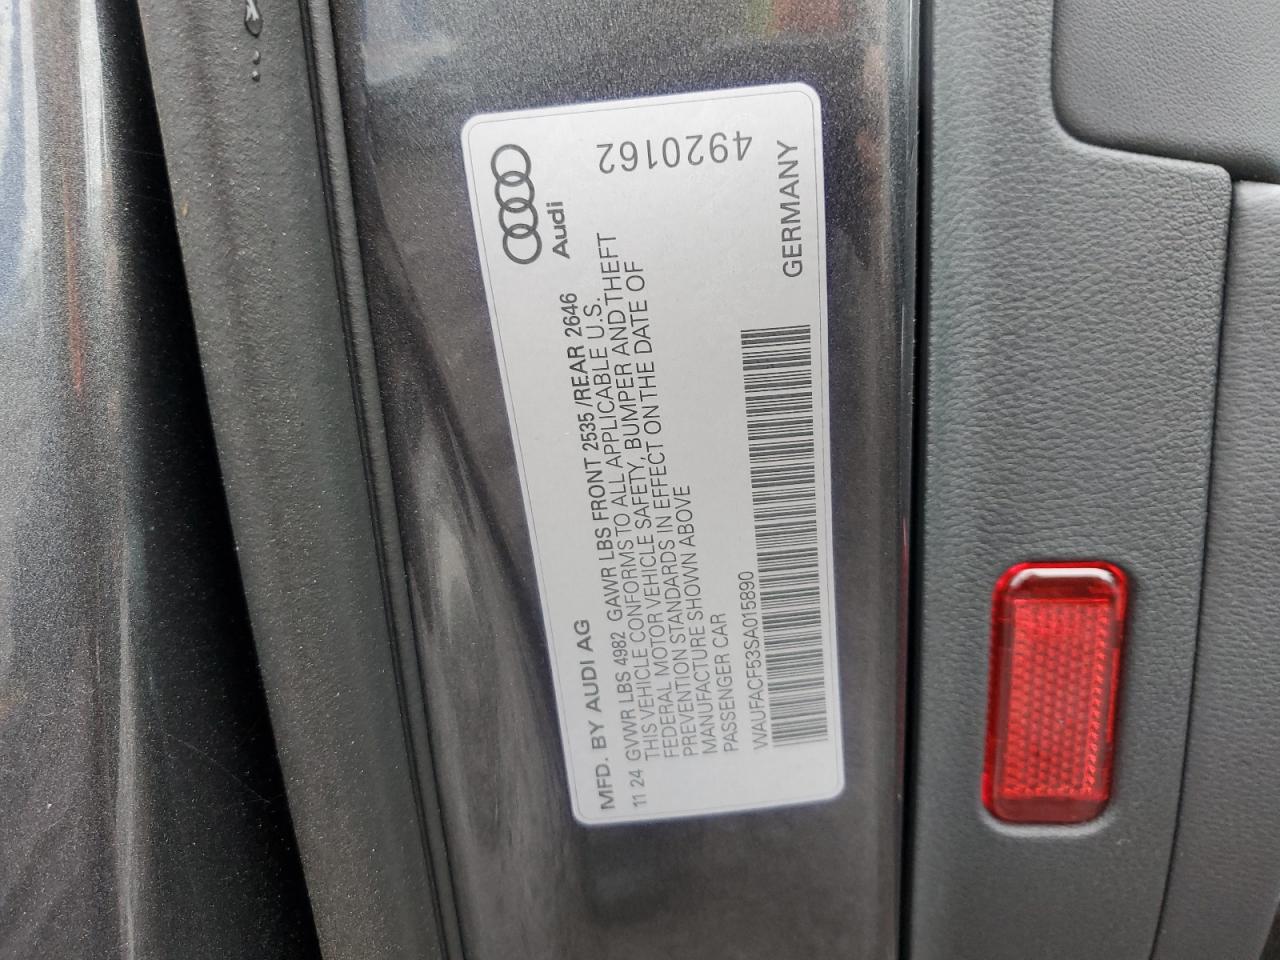 Audi
4920162
MFD. BY AUDI AG
11 24 GVWR LBS 4982 GAWR LBS FRONT 2535 /REAR 2646
THIS VEHICLE CONFORMS TO ALL APPLICABLE U.S.
FEDERAL MOTOR VEHICLE SAFETY, BUMPER AND THEFT
PREVENTION STANDARDS IN EFFECT ON THE DATE OF
MANUFACTURE SHOWN ABOVE
PASSENGER CAR
WAUFACF53SA015890
GERMANY